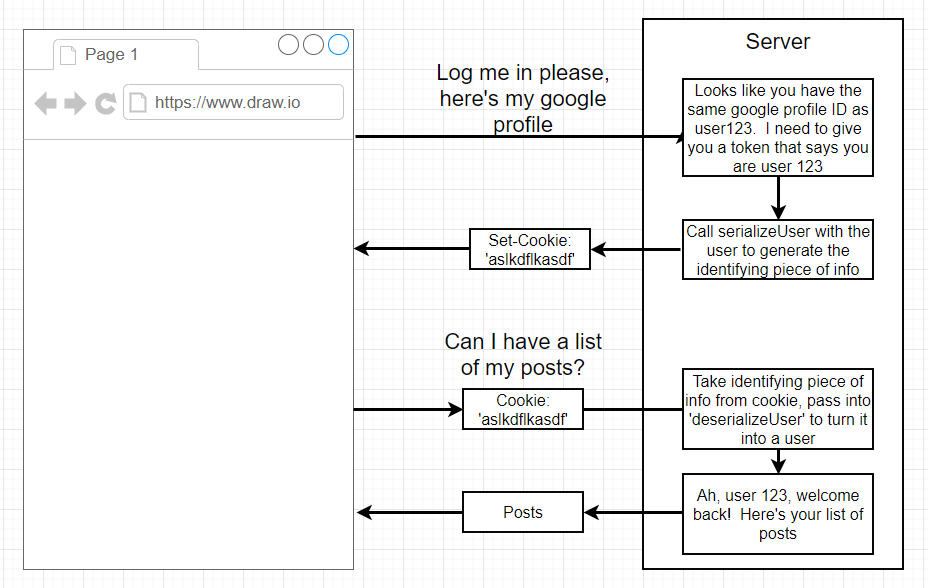 Page 1
https://www.draw.io
Log me in please,
here's my google
profile
Server
Looks like you have the
same google profile ID as
user123.  I need to give
you a token that says you
are user 123
Set-Cookie:
'aslkdflkasdf'
Call serializeUser with the
user to generate the
identifying piece of info
Can I have a list
of my posts?
Cookie:
'aslkdflkasdf'
Take identifying piece of
info from cookie, pass into
'deserializeUser' to turn it
into a user
Posts
Ah, user 123, welcome
back!  Here's your list of
posts